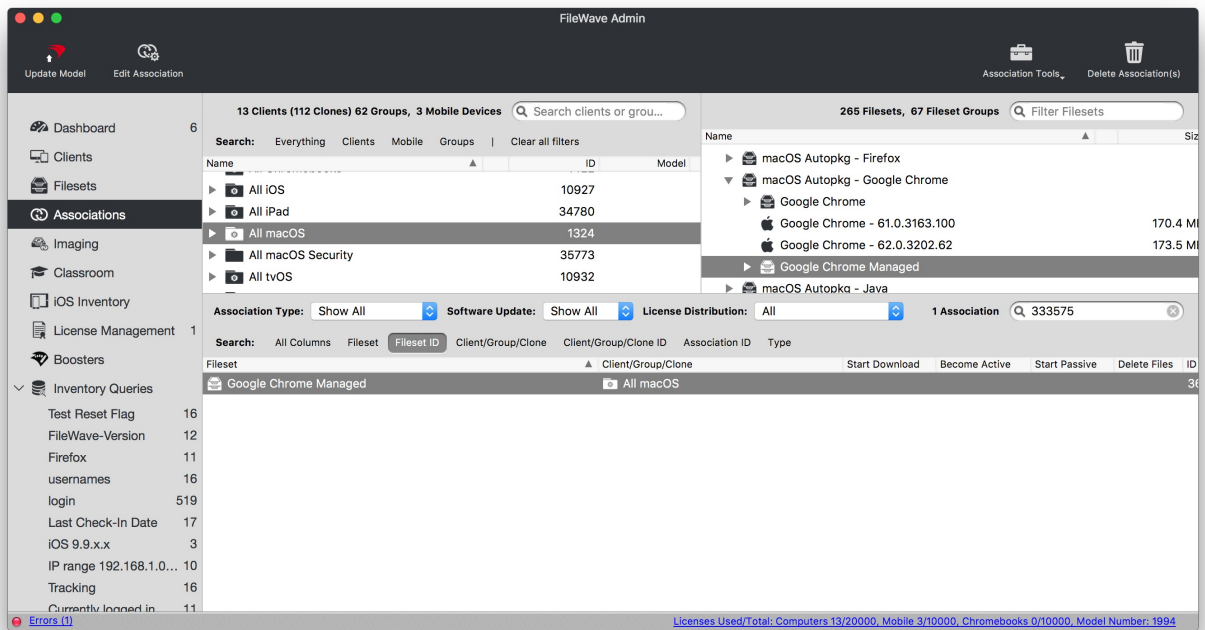 FileWave Admin
Update Model
Edit Association
Association Tools
Delete Association(s)
Dashboard 6
Clients
Filesets
Associations
Imaging
Classroom
iOS Inventory
License Management 1
Boosters
Inventory Queries
Test Reset Flag 16
FileWave-Version 12
Firefox 11
usernames 16
login 519
Last Check-In Date 17
iOS 9.9.x.x 3
IP range 192.168.1.0... 10
Tracking 16
Currently logged in 11
13 Clients (112 Clones) 62 Groups, 3 Mobile Devices
Search clients or grou...
Search: Everything Clients Mobile Groups | Clear all filters
Name ID Model
All iOS 10927
All iPad 34780
All macOS 1324
All macOS Security 35773
All tvOS 10932
265 Filesets, 67 Fileset Groups
Filter Filesets
Name Siz
macOS Autopkg - Firefox
macOS Autopkg - Google Chrome
Google Chrome
Google Chrome - 61.0.3163.100 170.4 M
Google Chrome - 62.0.3202.62 173.5 M
Google Chrome Managed
macOS Autopkg - Java
Association Type: Show All Software Update: Show All License Distribution: All 1 Association 333575
Search: All Columns Fileset Fileset ID Client/Group/Clone Client/Group/Clone ID Association ID Type
Fileset Client/Group/Clone Start Download Become Active Start Passive Delete Files ID
Google Chrome Managed All macOS 36
Errors (1)
Licenses Used/Total: Computers 13/20000, Mobile 3/10000, Chromebooks 0/10000, Model Number: 1994